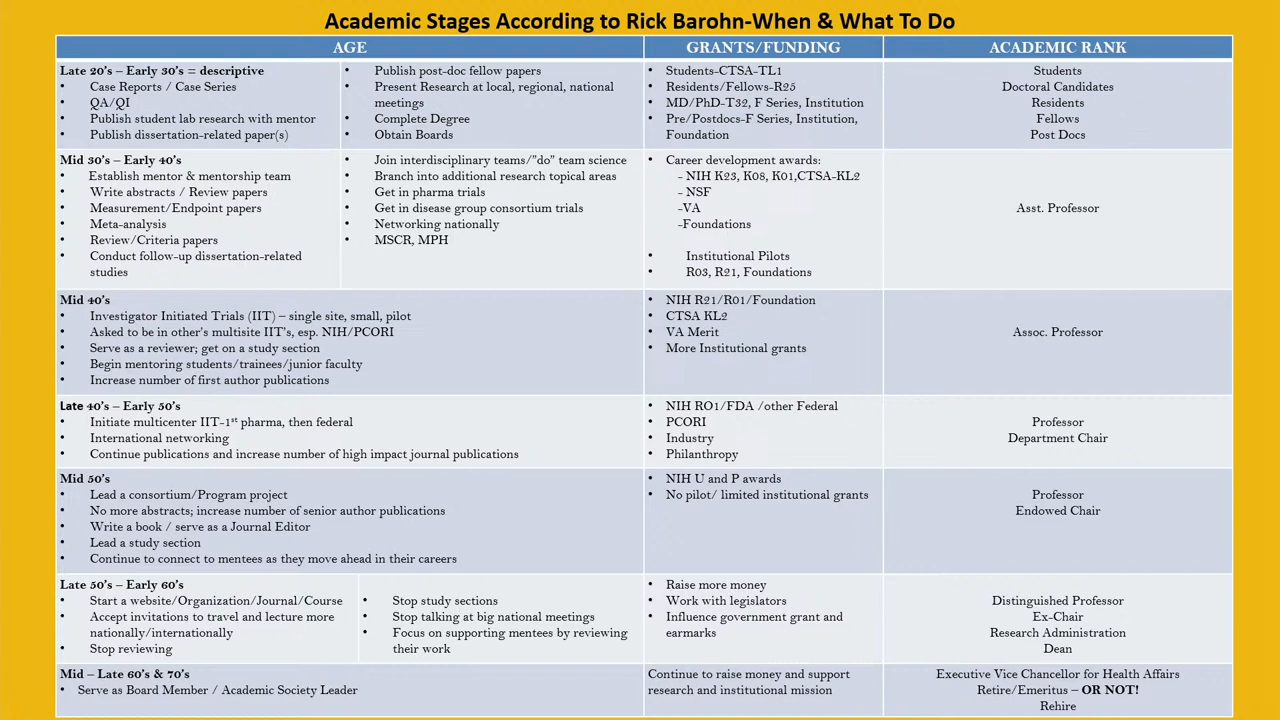 Academic Stages According to Rick Barohn-When & What To Do
AGE
GRANTS/FUNDING
ACADEMIC RANK
Late 20's – Early 30's = descriptive
• Case Reports / Case Series
• QA/QI
• Publish student lab research with mentor
• Publish dissertation-related paper(s)
• Publish post-doc fellow papers
• Present Research at local, regional, national
meetings
• Complete Degree
• Obtain Boards
• Students-CTSA-TL1
• Residents/Fellows-R25
• MD/PhD-T32, F Series, Institution
• Pre/Postdocs-F Series, Institution,
Foundation
Students
Doctoral Candidates
Residents
Fellows
Post Docs
Mid 30's – Early 40's
• Establish mentor & mentorship team
• Write abstracts / Review papers
• Measurement/Endpoint papers
• Meta-analysis
• Review/Criteria papers
• Conduct follow-up dissertation-related
studies
• Join interdisciplinary teams/"do" team science
• Branch into additional research topical areas
• Get in pharma trials
• Get in disease group consortium trials
• Networking nationally
• MSCR, MPH
• Career development awards:
- NIH K23, K08, K01,CTSA-KL2
- NSF
-VA
-Foundations
• Institutional Pilots
• R03, R21, Foundations
Asst. Professor
Mid 40's
• Investigator Initiated Trials (IIT) – single site, small, pilot
• Asked to be in other's multisite IIT's, esp. NIH/PCORI
• Serve as a reviewer; get on a study section
• Begin mentoring students/trainees/junior faculty
• Increase number of first author publications
• NIH R21/R01/Foundation
• CTSA KL2
• VA Merit
• More Institutional grants
Assoc. Professor
Late 40's – Early 50's
• Initiate multicenter IIT-1st pharma, then federal
• International networking
• Continue publications and increase number of high impact journal publications
• NIH RO1/FDA /other Federal
• PCORI
• Industry
• Philanthropy
Professor
Department Chair
Mid 50's
• Lead a consortium/Program project
• No more abstracts; increase number of senior author publications
• Write a book / serve as a Journal Editor
• Lead a study section
• Continue to connect to mentees as they move ahead in their careers
• NIH U and P awards
• No pilot/ limited institutional grants
Professor
Endowed Chair
Late 50's – Early 60's
• Start a website/Organization/Journal/Course
• Accept invitations to travel and lecture more
nationally/internationally
• Stop reviewing
• Stop study sections
• Stop talking at big national meetings
• Focus on supporting mentees by reviewing
their work
• Raise more money
• Work with legislators
• Influence government grant and
earmarks
Distinguished Professor
Ex-Chair
Research Administration
Dean
Mid – Late 60's & 70's
• Serve as Board Member / Academic Society Leader
Continue to raise money and support
research and institutional mission
Executive Vice Chancellor for Health Affairs
Retire/Emeritus – OR NOT!
Rehire